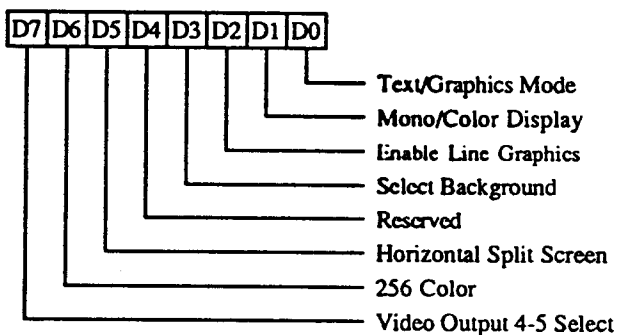 D7 D6 D5 D4 D3 D2 D1 D0
Text/Graphics Mode
Mono/Color Display
Enable Line Graphics
Select Background
Reserved
Horizontal Split Screen
256 Color
Video Output 4-5 Select